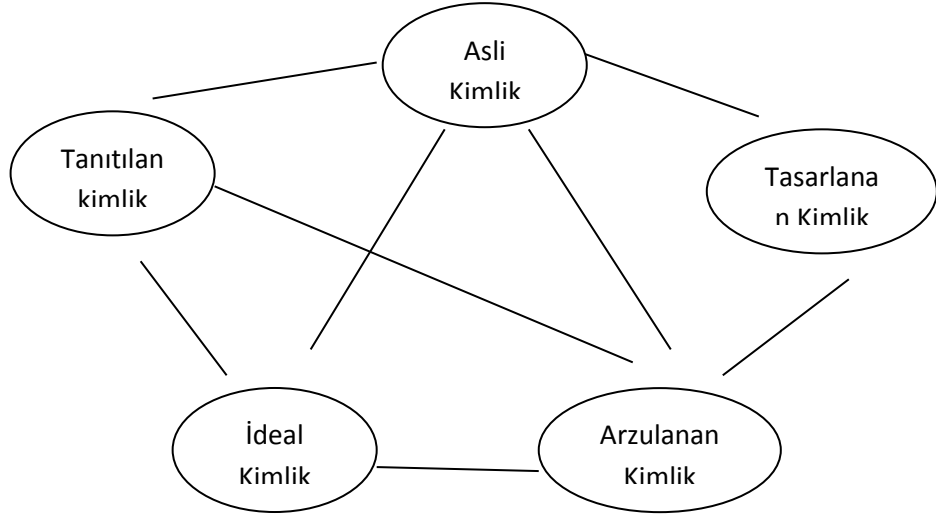 Asli
Kimlik
Tanıtılan
kimlik
Tasarlana
n Kimlik
İdeal
Kimlik
Arzulanan
Kimlik